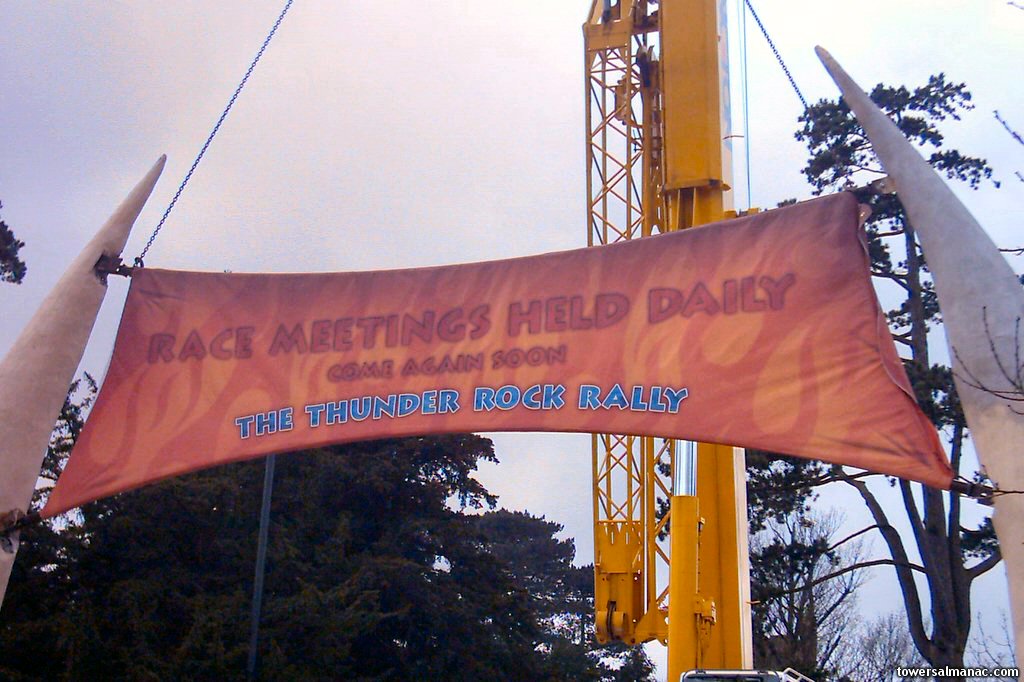 RACE MEETINGS HELD DAILY
COME AGAIN SOON
THE THUNDER ROCK RALLY
towersalmanac.com